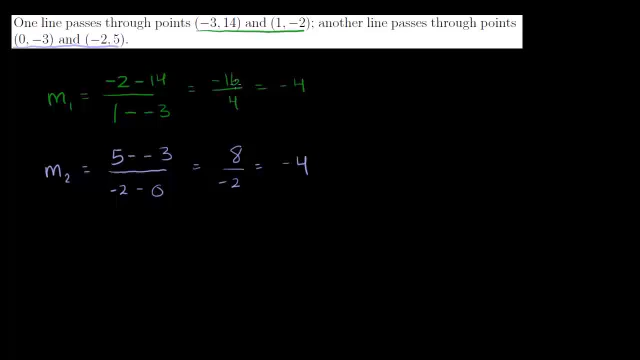 One line passes through points (−3, 14) and (1, −2); another line passes through points
(0, −3) and (−2, 5).
m₁ = (-2 - 14)/(1 - -3) = -16/4 = -4
m₂ = (5 - -3)/(-2 - 0) = 8/-2 = -4